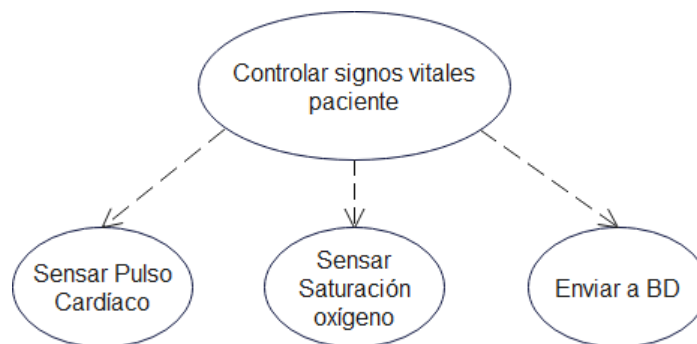 Controlar signos vitales
paciente
Sensar Pulso
Cardíaco
Sensar
Saturación
oxígeno
Enviar a BD